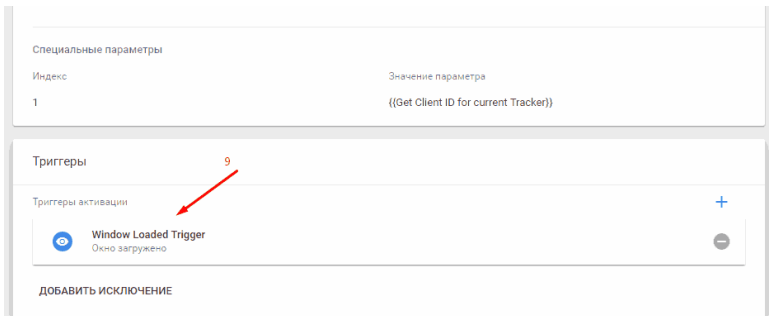 Специальные параметры
Индекс Значение параметра
1 {{Get Client ID for current Tracker}}
Триггеры 9
Триггеры активации
Window Loaded Trigger
Окно загружено
ДОБАВИТЬ ИСКЛЮЧЕНИЕ